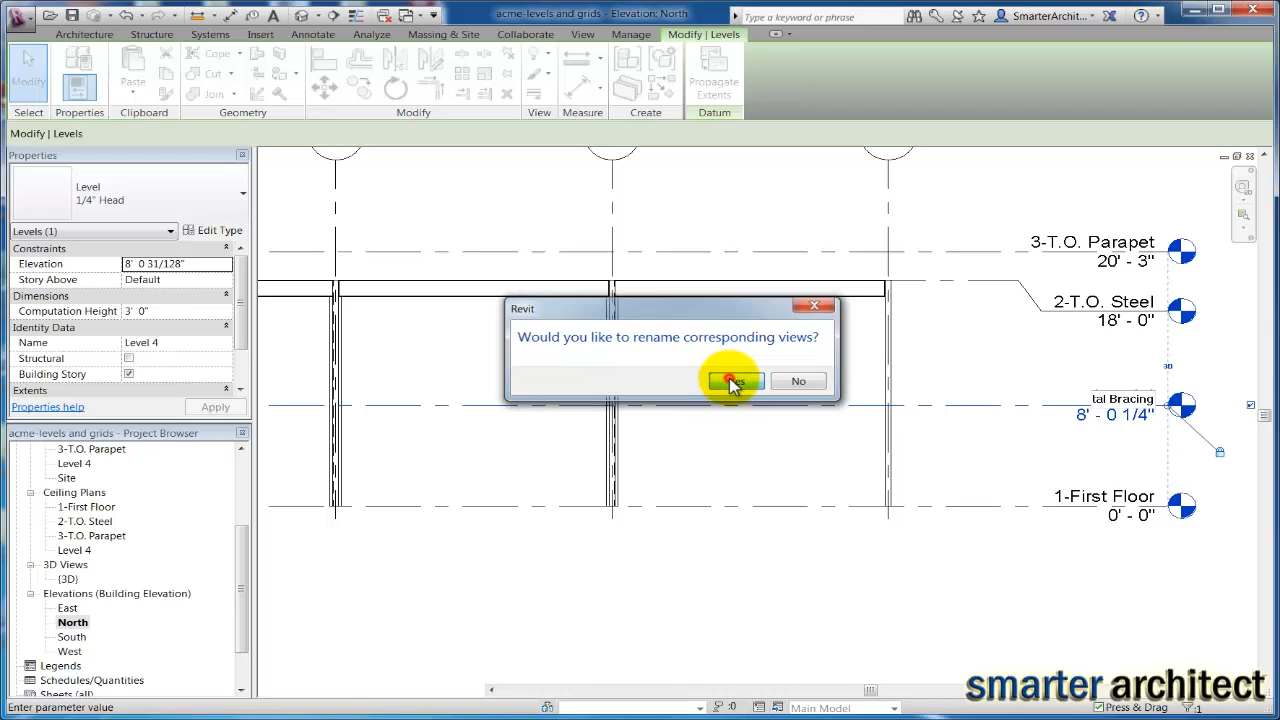 acme-levels and grids - Elevation: North
Type a keyword or phrase
SmarterArchit...
Architecture Structure Systems Insert Annotate Analyze Massing & Site Collaborate View Manage Modify | Levels
Modify
Cope
Cut
Join
Paste
Propagate
Extents
Select Properties Clipboard Geometry Modify View Measure Create Datum
Modify | Levels
Properties
Level
1/4" Head
Levels (1)
Edit Type
Constraints
Elevation 8' 0 31/128"
Story Above Default
Dimensions
Computation Height 3' 0"
Identity Data
Name Level 4
Structural
Building Story
Extents
Properties help
Apply
acme-levels and grids - Project Browser
3-T.O. Parapet
Level 4
Site
Ceiling Plans
1-First Floor
2-T.O. Steel
3-T.O. Parapet
Level 4
3D Views
{3D}
Elevations (Building Elevation)
East
North
South
West
Legends
Schedules/Quantities
Sheets (all)
3-T.O. Parapet
20' - 3"
2-T.O. Steel
18' - 0"
3D
tal Bracing
8' - 0 1/4"
1-First Floor
0' - 0"
Revit
Would you like to rename corresponding views?
No
smarter architect
Enter parameter value
:0
Main Model
Press & Drag
:1